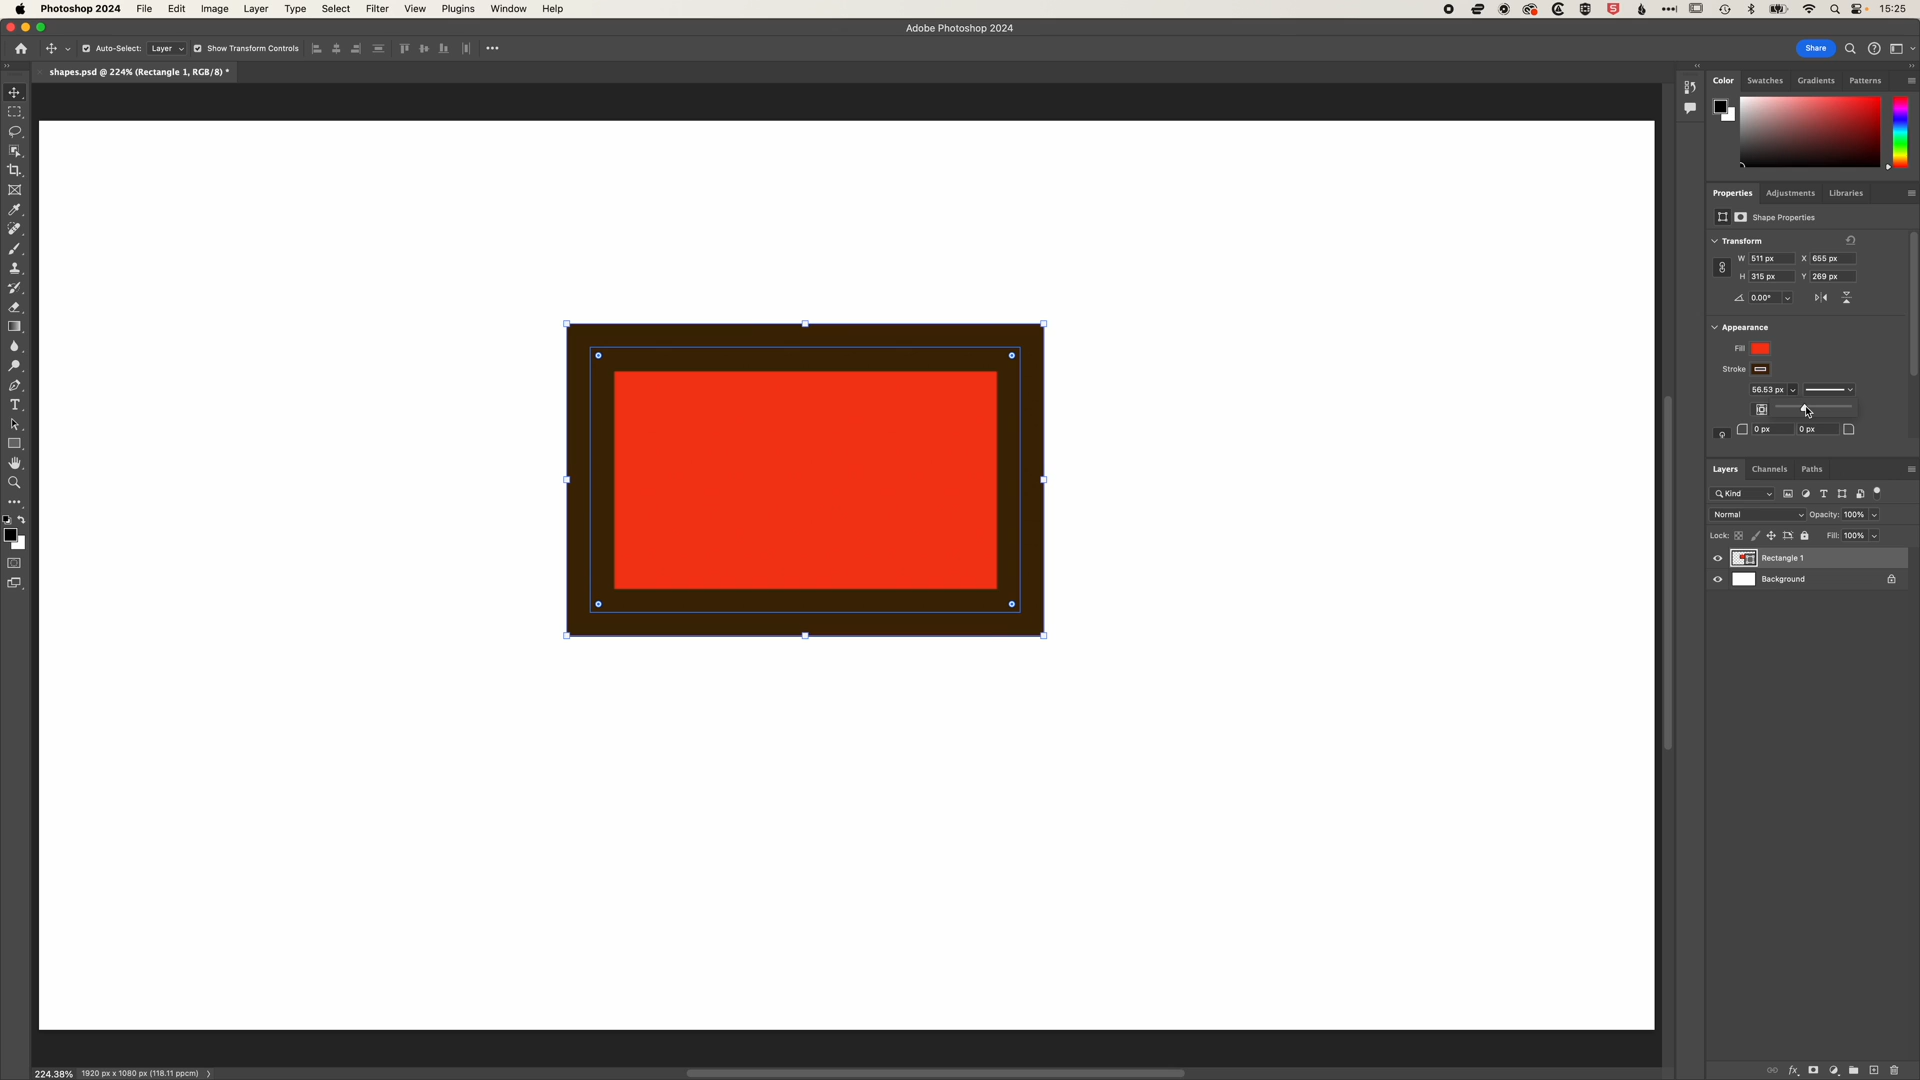 Photoshop 2024 File Edit Image Layer Type Select Filter View Plugins Window Help 15:25
Adobe Photoshop 2024
Auto-Select: Layer Show Transform Controls Share
shapes.psd @ 224% (Rectangle 1, RGB/8) *
Color Swatches Gradients Patterns
Properties Adjustments Libraries
Shape Properties
Transform
W 511 px X 655 px
H 315 px Y 269 px
0.00°
Appearance
Fill
Stroke
56.53 px
0 px 0 px
Layers Channels Paths
Kind
Normal Opacity: 100%
Lock: Fill: 100%
Rectangle 1
Background
224.38% 1920 px x 1080 px (118.11 ppcm)